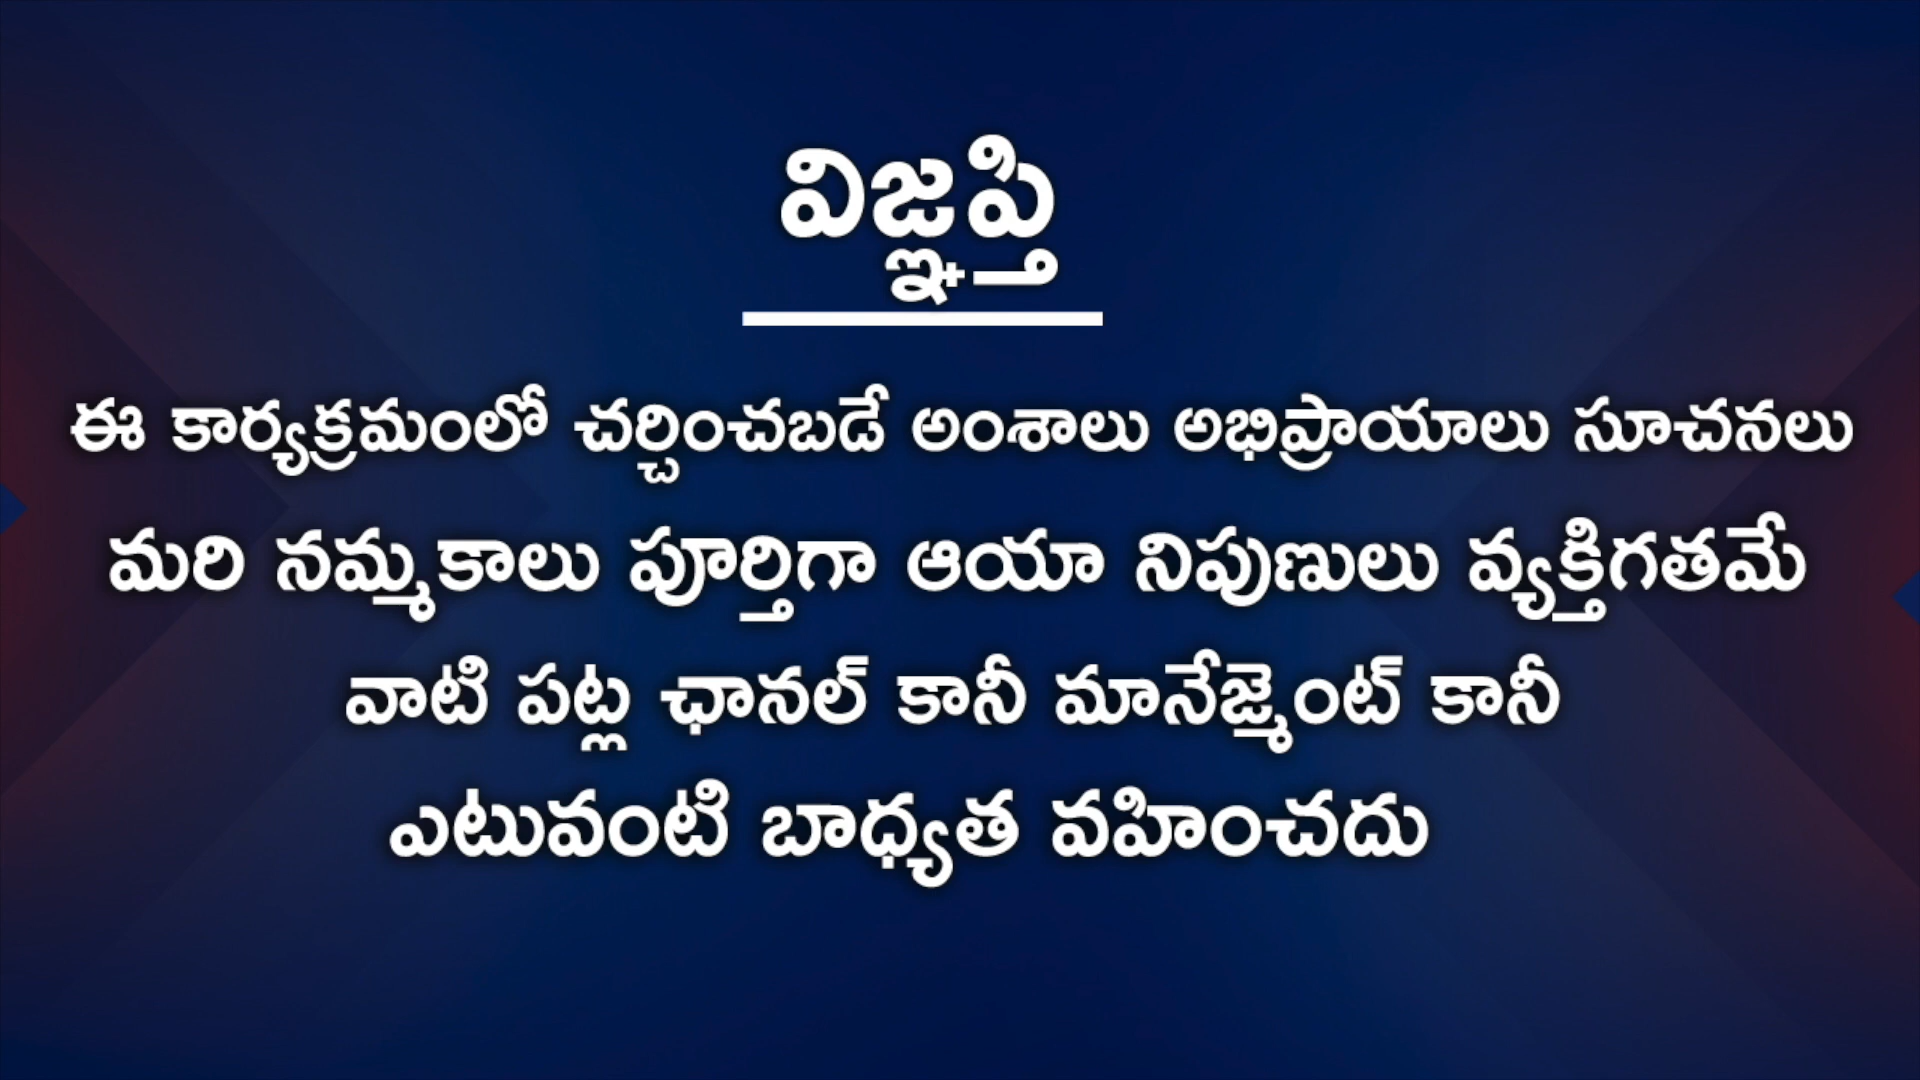 విజ్ఞప్తి
ఈ కార్యక్రమంలో చర్చించబడే అంశాలు అభిప్రాయాలు సూచనలు
మరి నమ్మకాలు పూర్తిగా ఆయా నిపుణులు వ్యక్తిగతమే
వాటి పట్ల ఛానల్ కానీ మానేజ్మెంట్ కానీ
ఎటువంటి బాధ్యత వహించదు